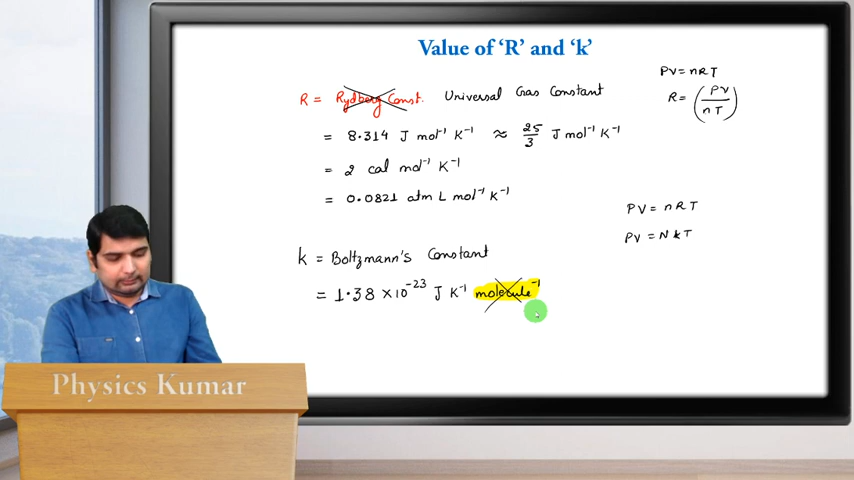 Value of ‘R’ and ‘k’
R = Rydberg Const. Universal Gas Constant
= 8.314 J mol⁻¹ K⁻¹ ≈ 25/3 J mol⁻¹ K⁻¹
= 2 cal mol⁻¹ K⁻¹
= 0.0821 atm L mol⁻¹ K⁻¹
PV = nRT
R = (PV/nT)
PV = nRT
PV = NkT
k = Boltzmann's Constant
= 1.38 × 10⁻²³ J K⁻¹ molecule⁻¹
Physics Kumar